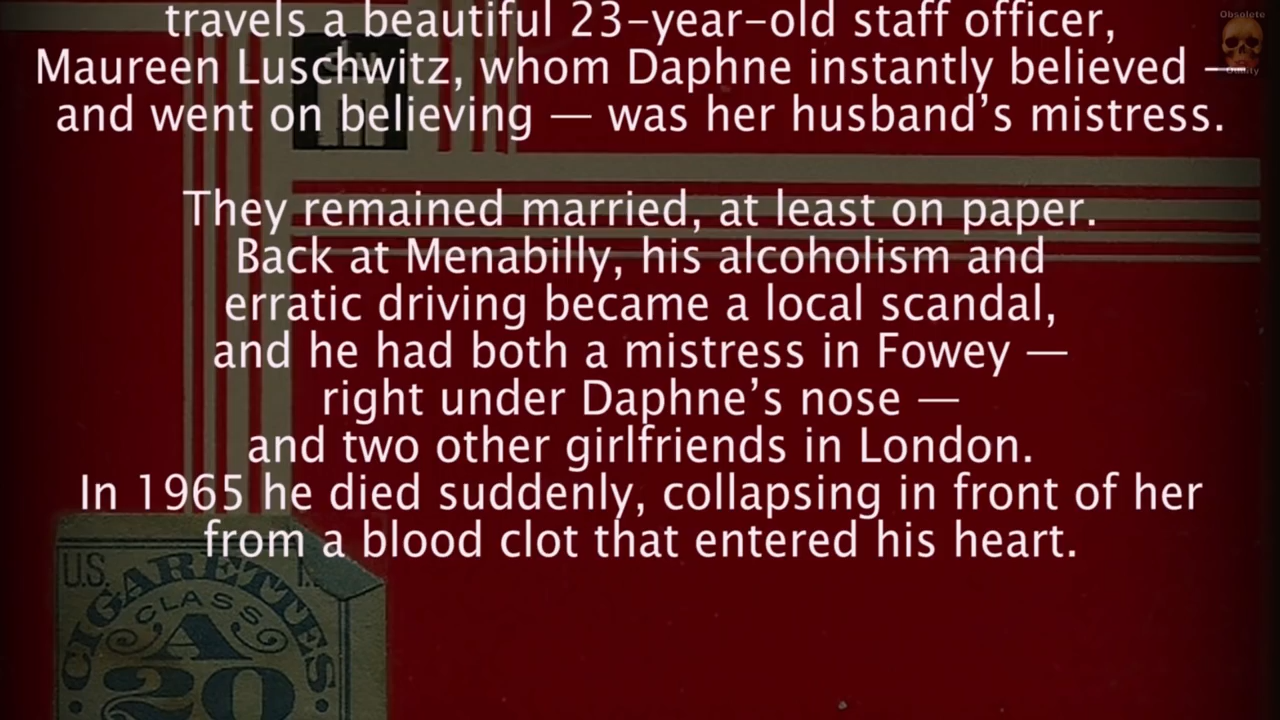 travels a beautiful 23–year–old staff officer,
Maureen Luschwitz, whom Daphne instantly believed —
and went on believing — was her husband’s mistress.
They remained married, at least on paper.
Back at Menabilly, his alcoholism and
erratic driving became a local scandal,
and he had both a mistress in Fowey —
right under Daphne’s nose —
and two other girlfriends in London.
In 1965 he died suddenly, collapsing in front of her
from a blood clot that entered his heart.
Obsolete
Oddity
du
m
U.S.
CIGARETTES
CLASS
A
20